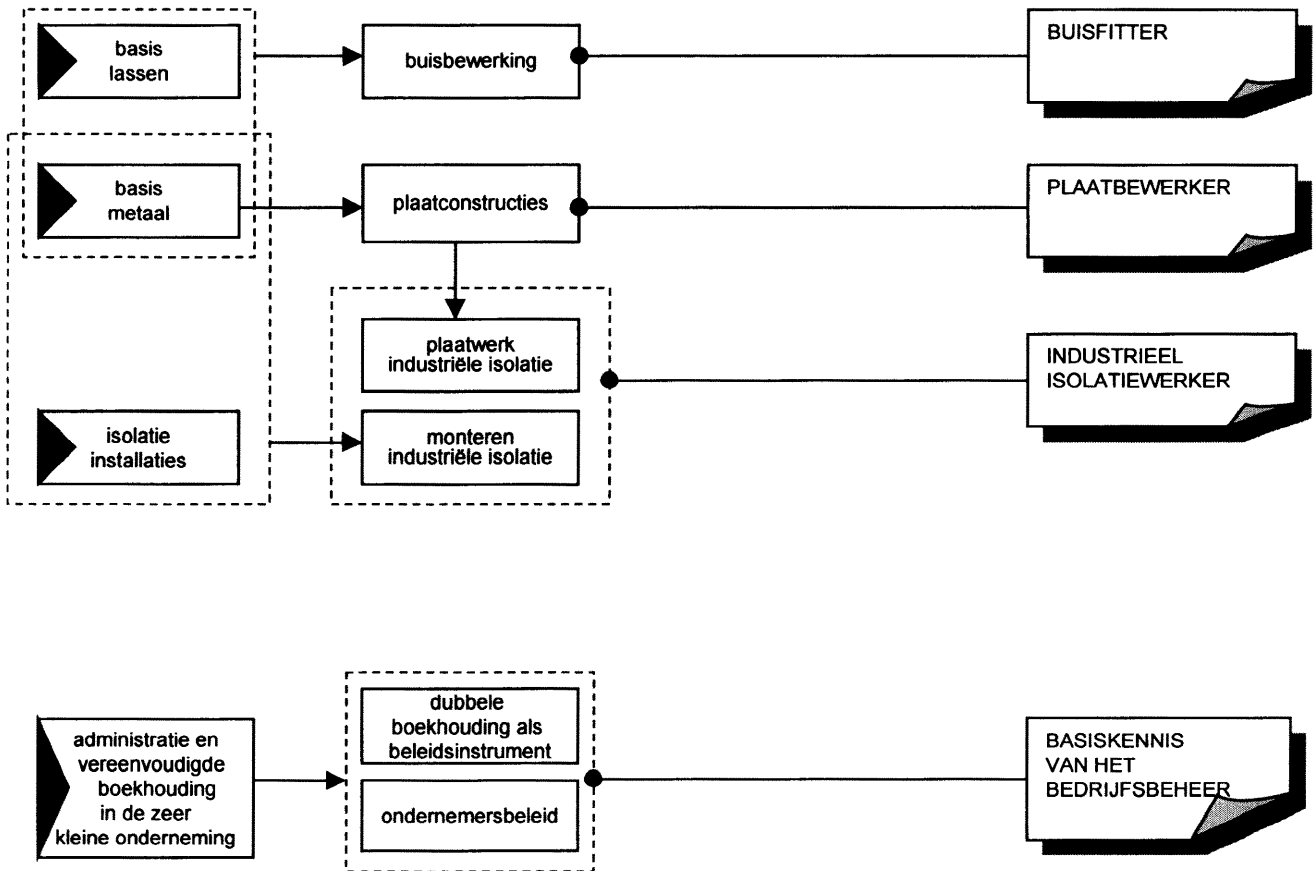 basis
lassen
buisbewerking
BUISFITTER
basis
metaal
plaatconstructies
PLAATBEWERKER
plaatwerk
industriële isolatie
INDUSTRIEEL
ISOLATIEWERKER
isolatie
installaties
monteren
industriële isolatie
administratie en
vereenvoudigde
boekhouding
in de zeer
kleine onderneming
dubbele
boekhouding als
beleidsinstrument
ondernemersbeleid
BASISKENNIS
VAN HET
BEDRIJFSBEHEER